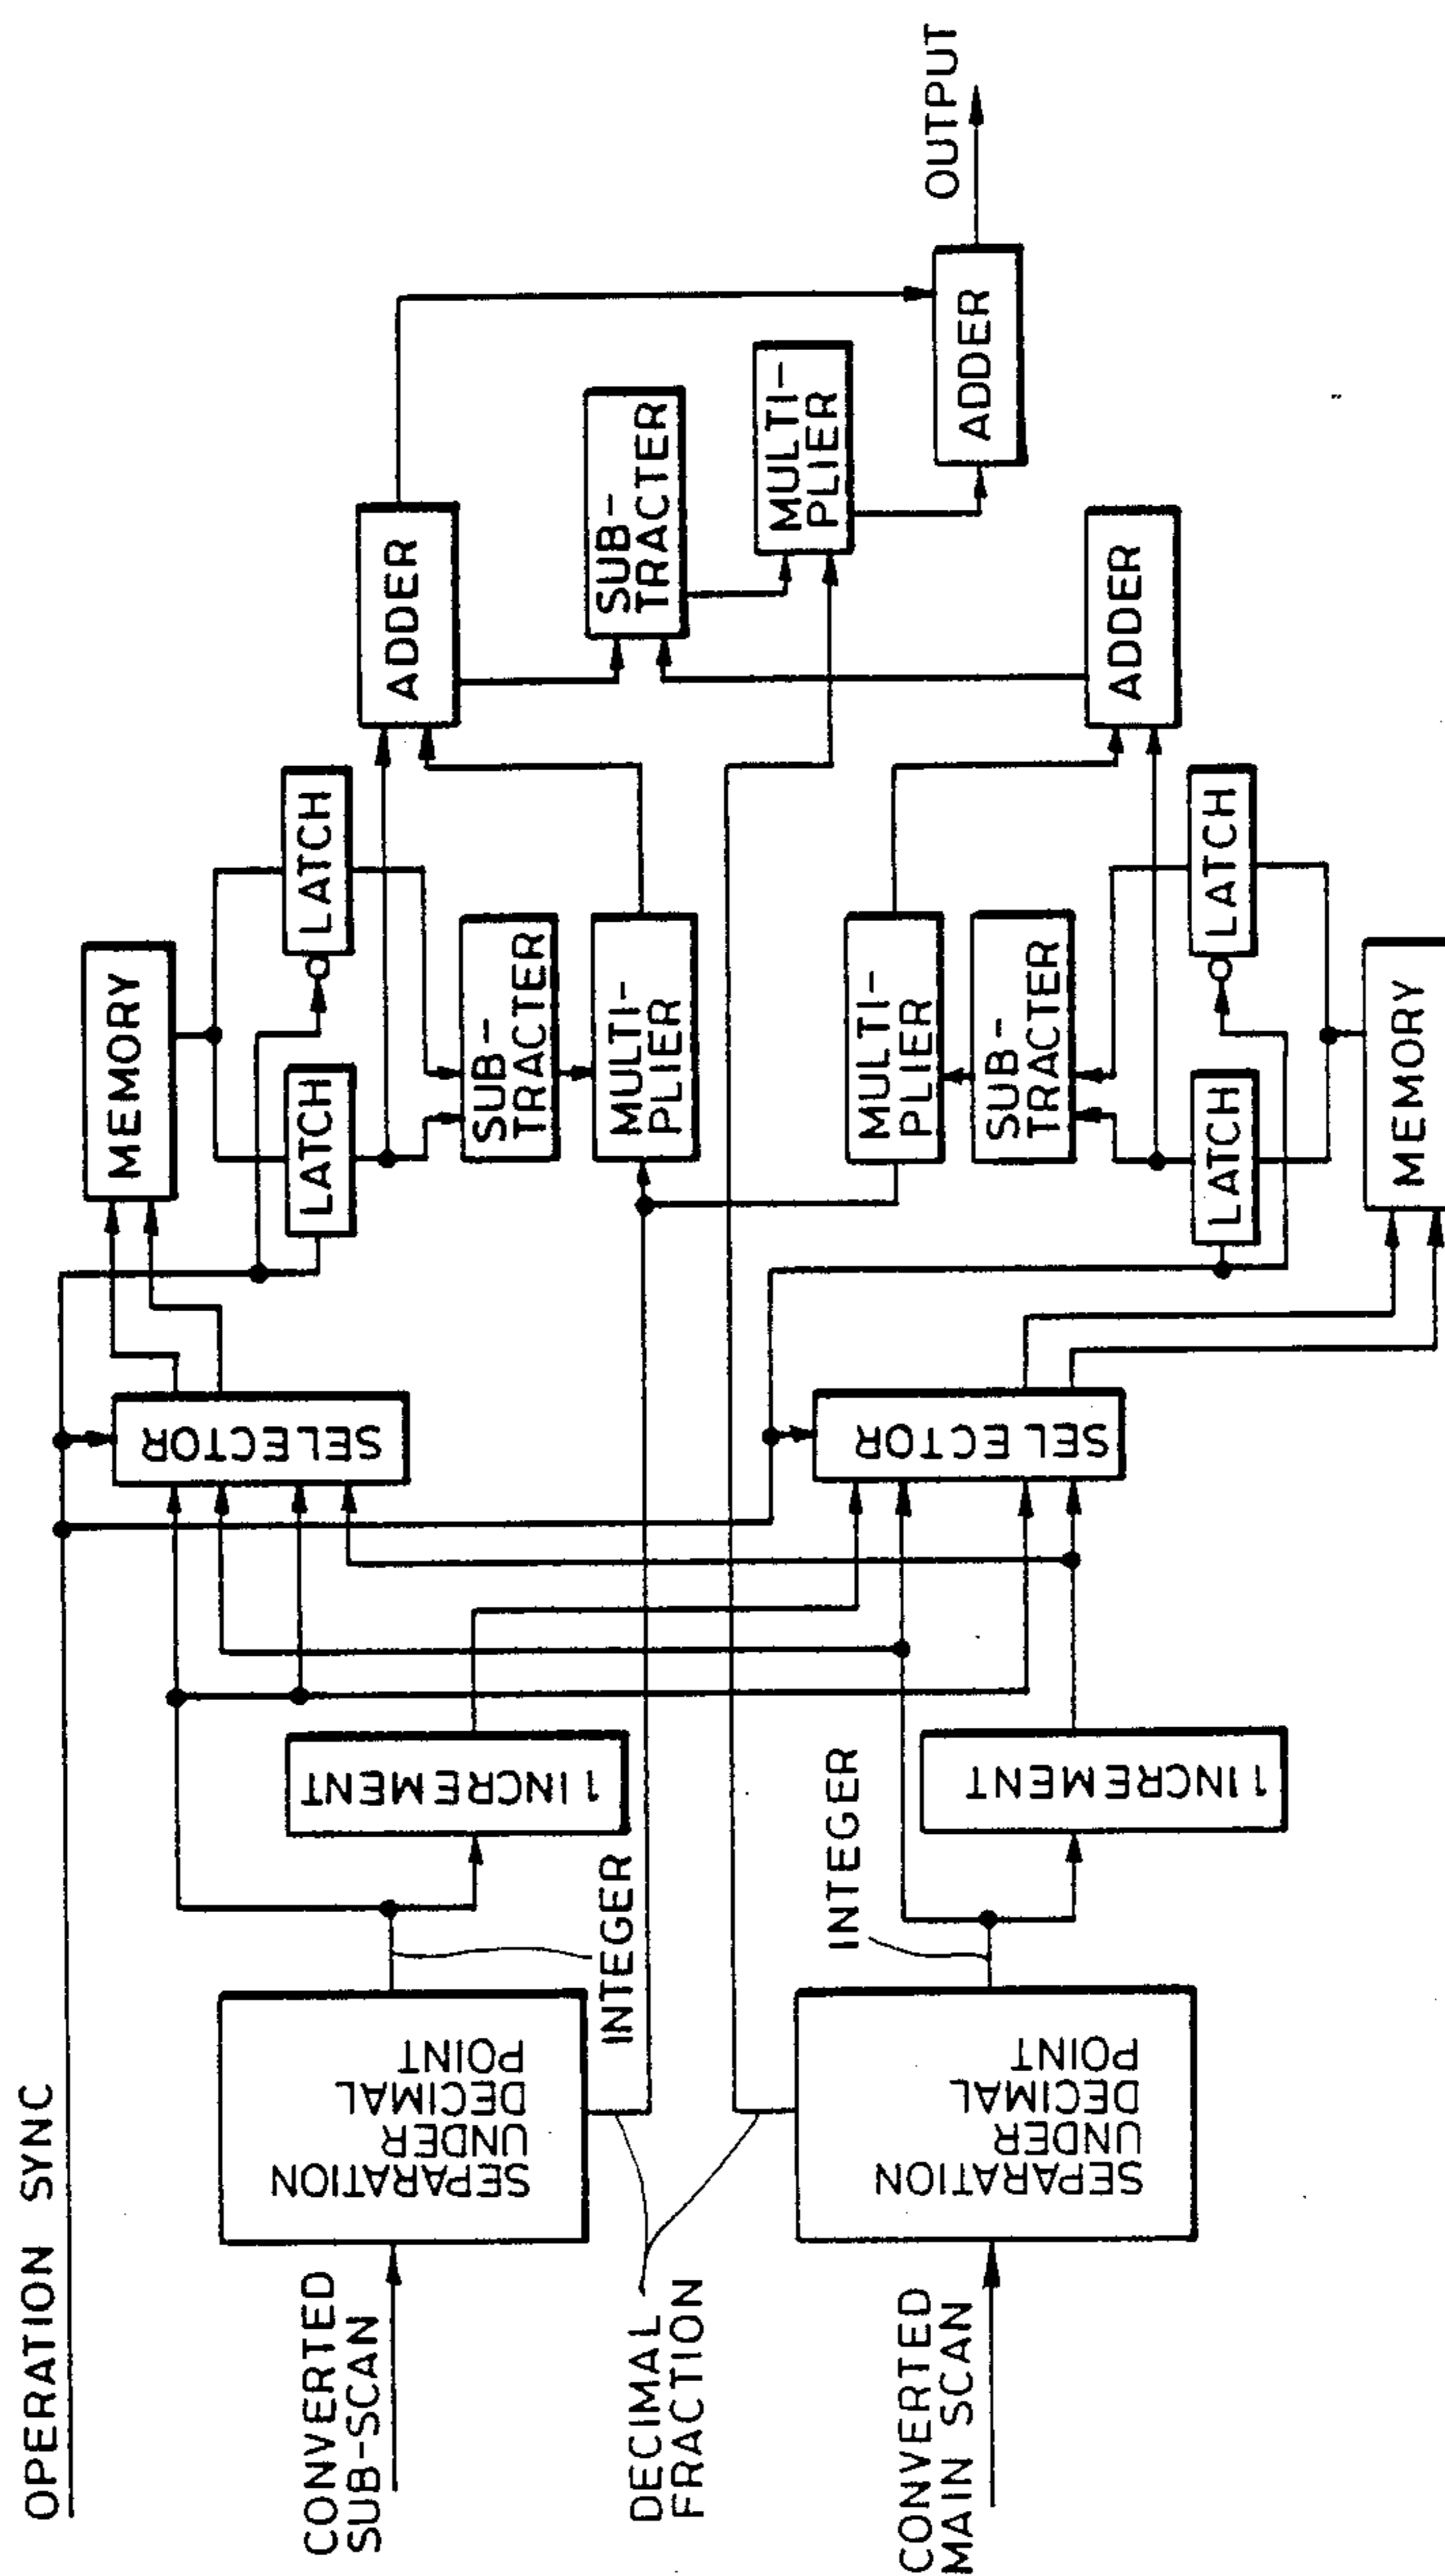 OPERATION SYNC
CONVERTED
SUB-SCAN
SEPARATION
UNDER
DECIMAL
POINT
INTEGER
1 INCREMENT
SELECTOR
MEMORY
LATCH
LATCH
SUB-
TRACTER
MULTI-
PLIER
ADDER
DECIMAL
FRACTION
SUB-
TRACTER
MULTI-
PLIER
ADDER
OUTPUT
CONVERTED
MAIN SCAN
SEPARATION
UNDER
DECIMAL
POINT
INTEGER
1 INCREMENT
SELECTOR
MULTI-
PLIER
SUB-
TRACTER
LATCH
LATCH
MEMORY
ADDER